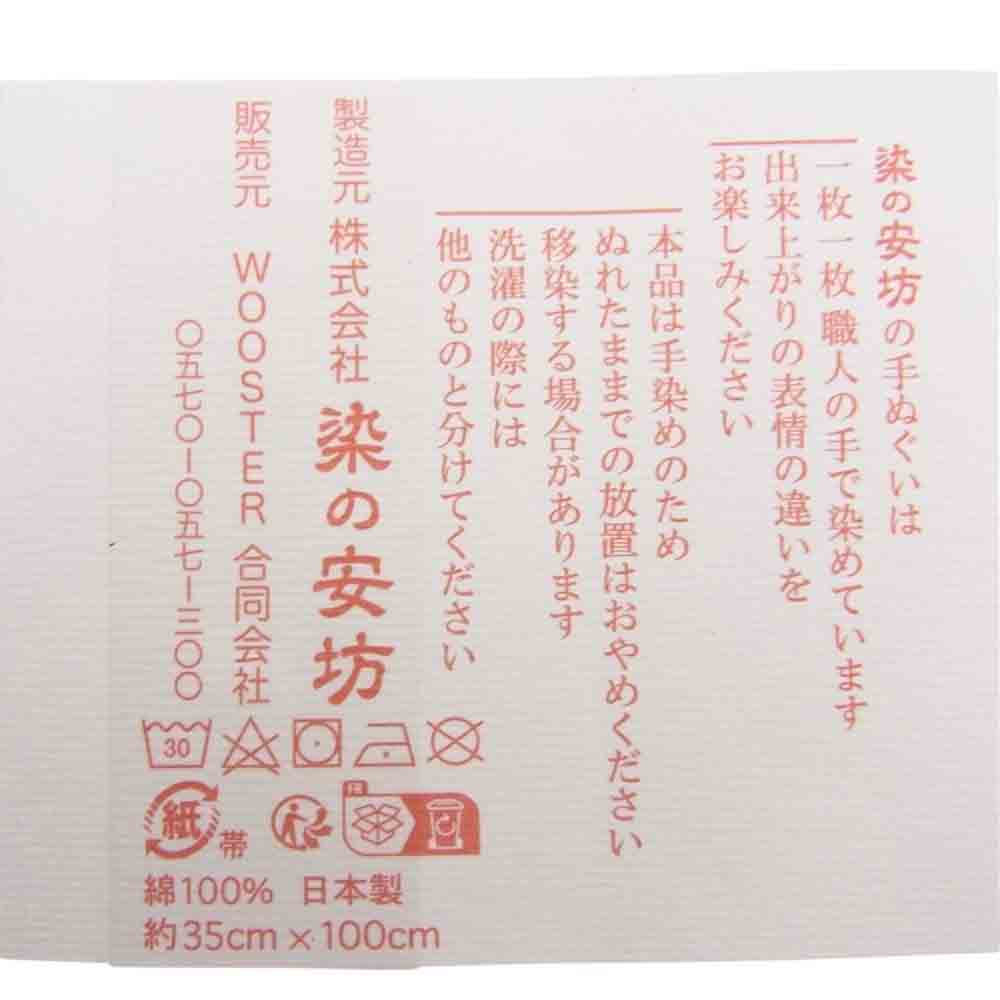 染の安坊の手ぬぐいは
一枚一枚職人の手で染めています
出来上がりの表情の違いを
お楽しみください
本品は手染めのため
ぬれたままでの放置はおやめください
移染する場合があります
洗濯の際には
他のものと分けてください
製造元 株式会社 染の安坊
販売元 WOOSTER 合同会社
〇五七〇-〇五七-三〇〇
30
紙
帯
FR
綿100% 日本製
約35cm×100cm